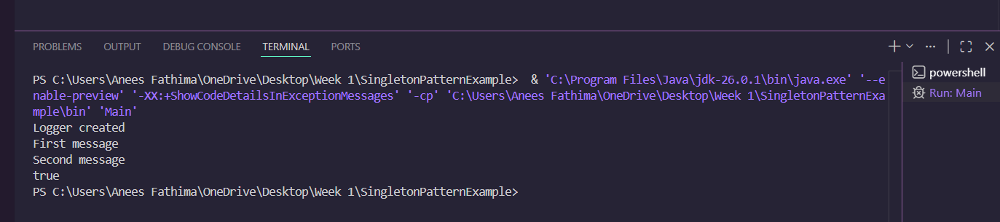 PROBLEMS OUTPUT DEBUG CONSOLE TERMINAL PORTS
PS C:\Users\Anees Fathima\OneDrive\Desktop\Week 1\SingletonPatternExample>  & 'C:\Program Files\Java\jdk-26.0.1\bin\java.exe' '--e
nable-preview' '-XX:+ShowCodeDetailsInExceptionMessages' '-cp' 'C:\Users\Anees Fathima\OneDrive\Desktop\Week 1\SingletonPatternExa
mple\bin' 'Main'
Logger created
First message
Second message
true
PS C:\Users\Anees Fathima\OneDrive\Desktop\Week 1\SingletonPatternExample>
powershell
Run: Main